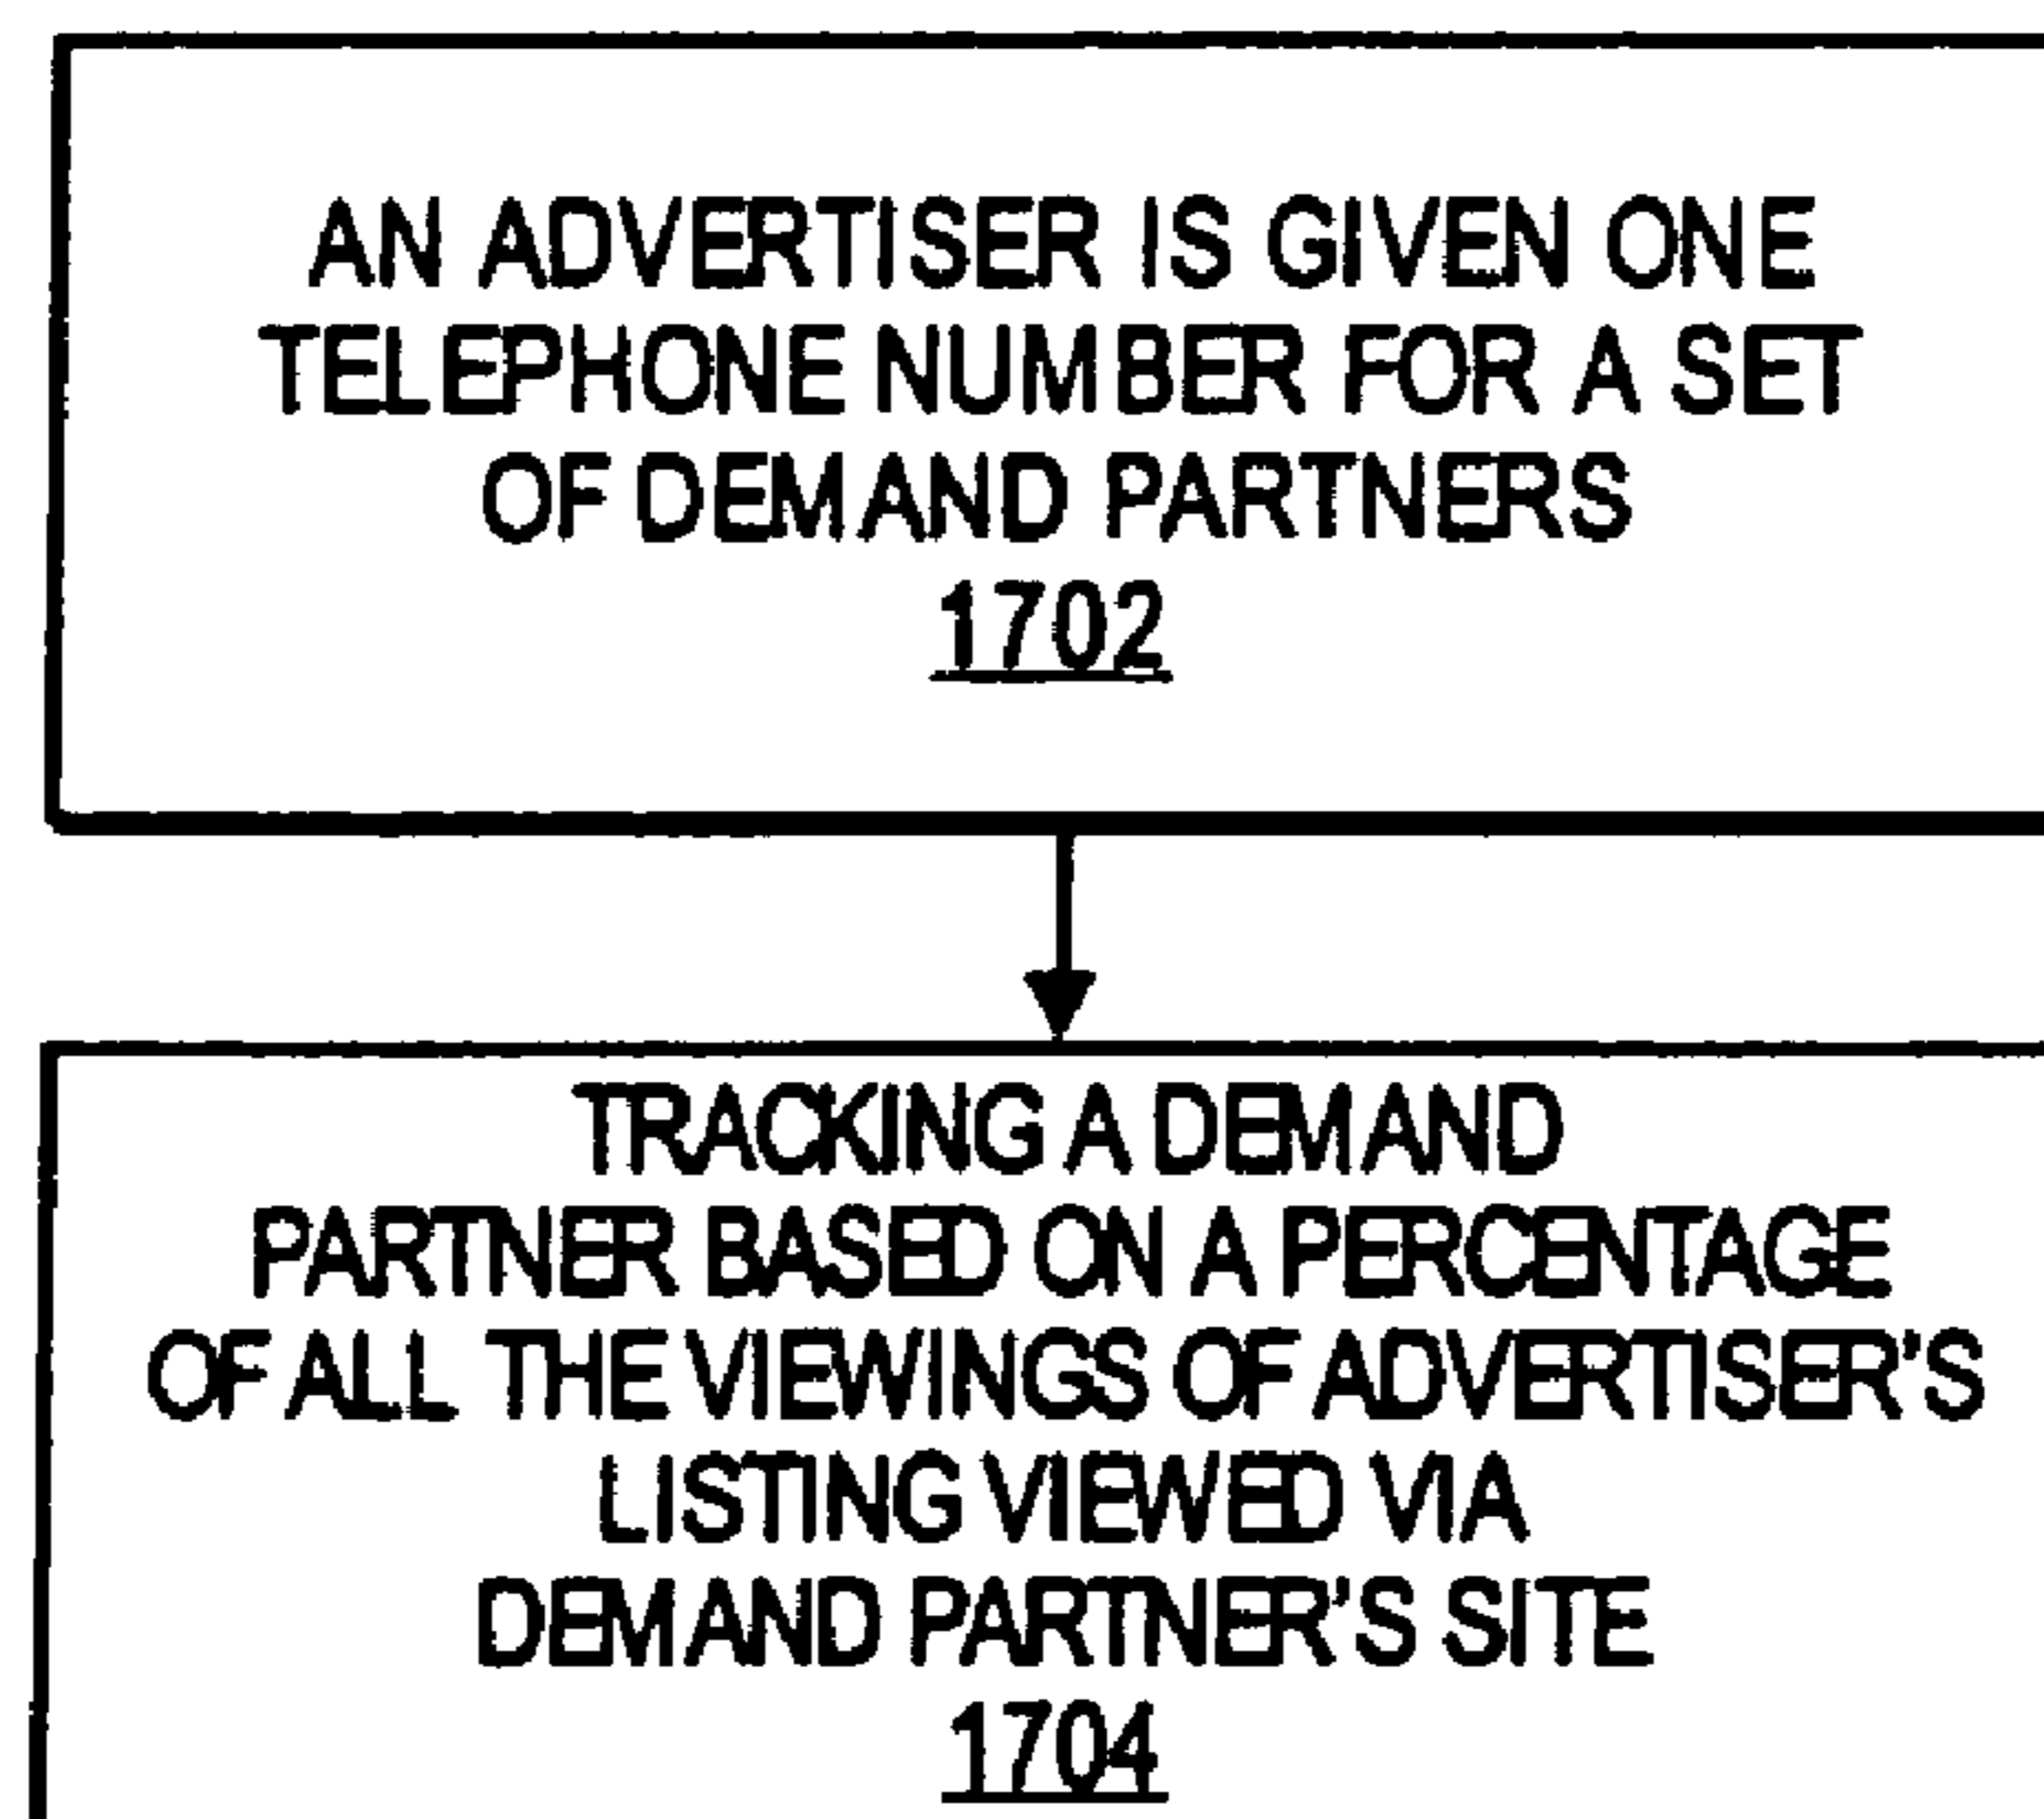 AN ADVERTISER IS GIVEN ONE
TELEPHONE NUMBER FOR A SET
OF DEMAND PARTNERS
1702
TRACKING A DEMAND
PARTNER BASED ON A PERCENTAGE
OF ALL THE VIEWINGS OF ADVERTISER'S
LISTING VIEWED VIA
DEMAND PARTNER'S SITE
1704